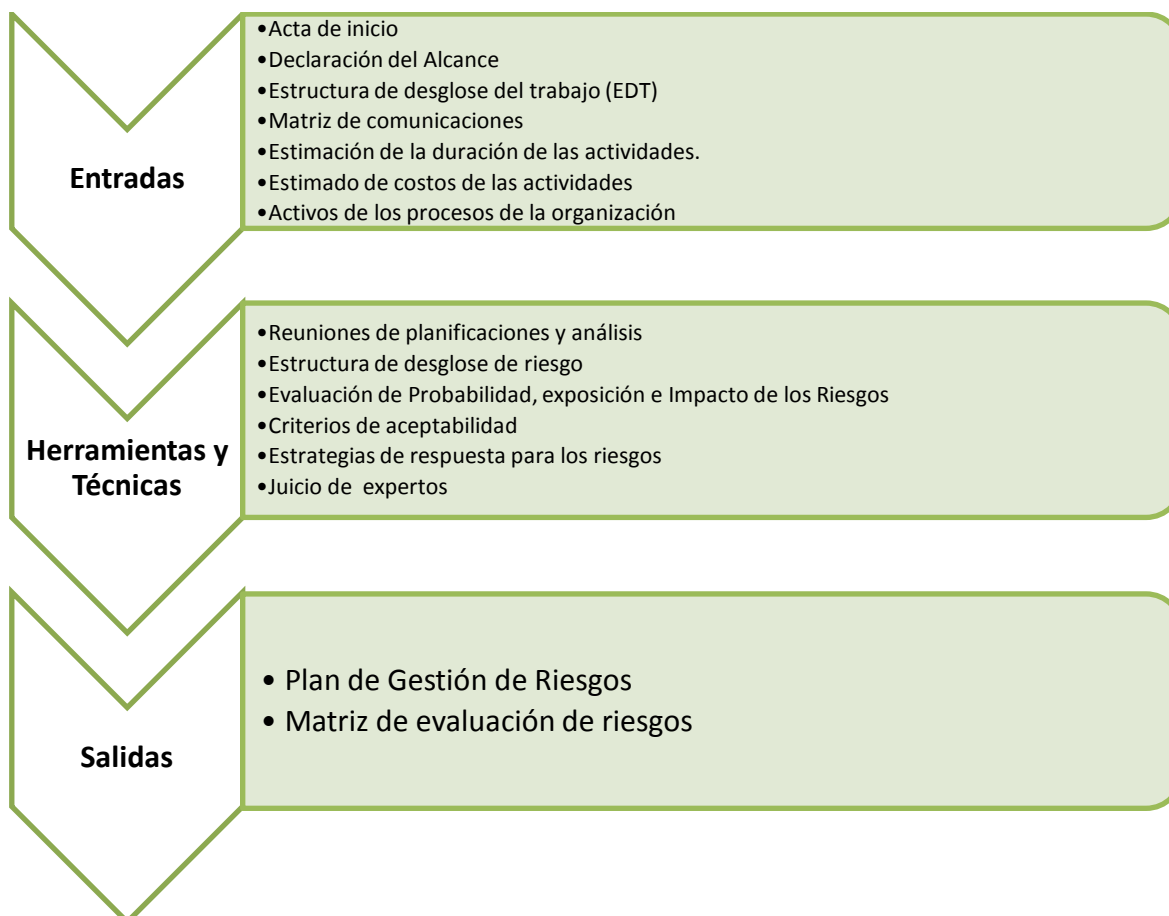 •Acta de inicio
•Declaración del Alcance
•Estructura de desglose del trabajo (EDT)
•Matriz de comunicaciones
•Estimación de la duración de las actividades.
•Estimado de costos de las actividades
•Activos de los procesos de la organización
Entradas
•Reuniones de planificaciones y análisis
•Estructura de desglose de riesgo
•Evaluación de Probabilidad, exposición e Impacto de los Riesgos
•Criterios de aceptabilidad
•Estrategias de respuesta para los riesgos
•Juicio de expertos
Herramientas y
Técnicas
• Plan de Gestión de Riesgos
• Matriz de evaluación de riesgos
Salidas